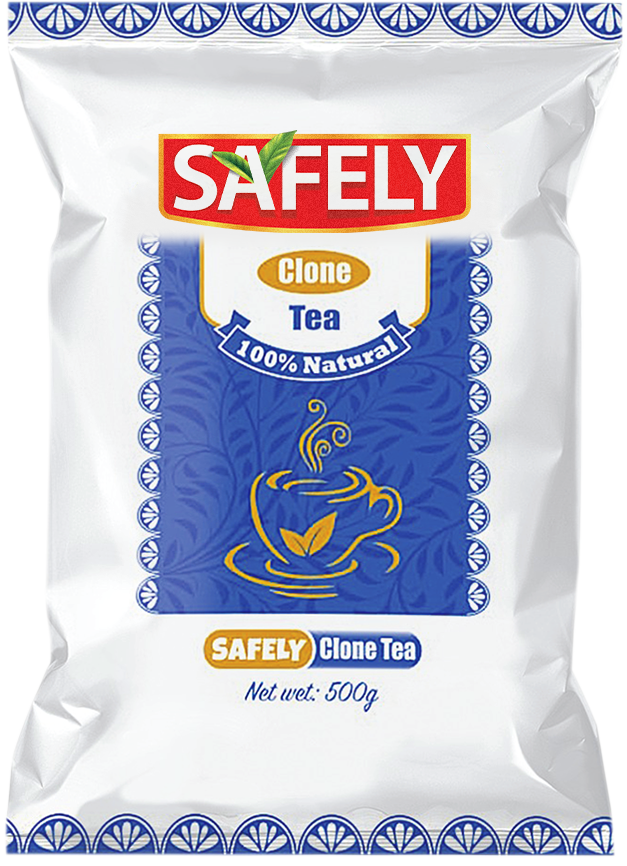 SAFELY
Clone
Tea
100% Natural
SAFELY Clone Tea
Net wet: 500g